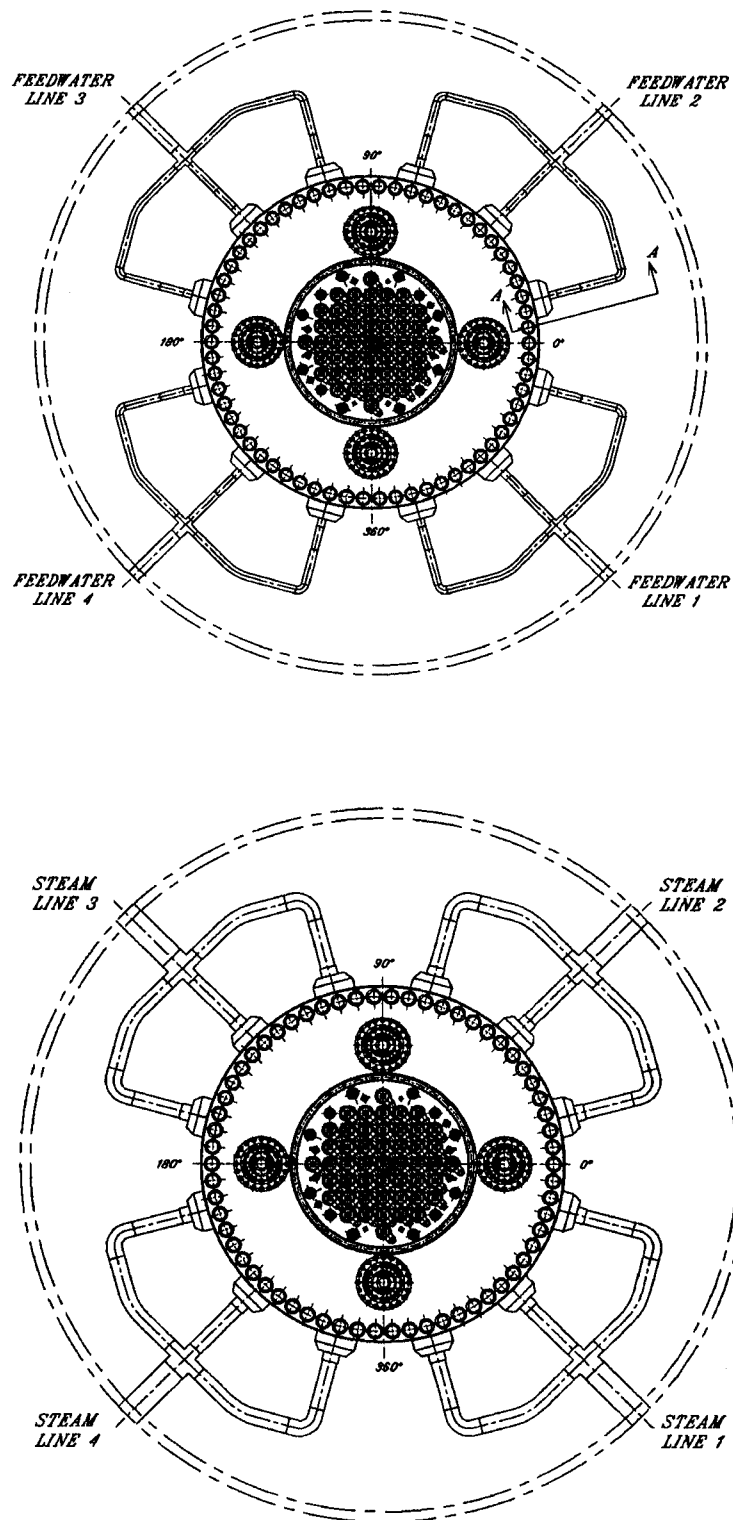 FEEDWATER
LINE 3
FEEDWATER
LINE 2
90°
A
A
180°
0°
360°
FEEDWATER
LINE 4
FEEDWATER
LINE 1
STEAM
LINE 3
STEAM
LINE 2
90°
180°
0°
360°
STEAM
LINE 4
STEAM
LINE 1